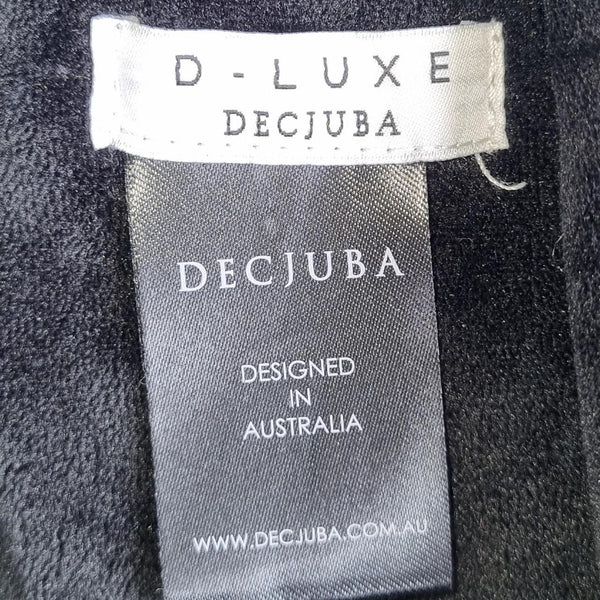 D - LUXE
DECJUBA
DECJUBA
DESIGNED
IN
AUSTRALIA
WWW.DECJUBA.COM.AU